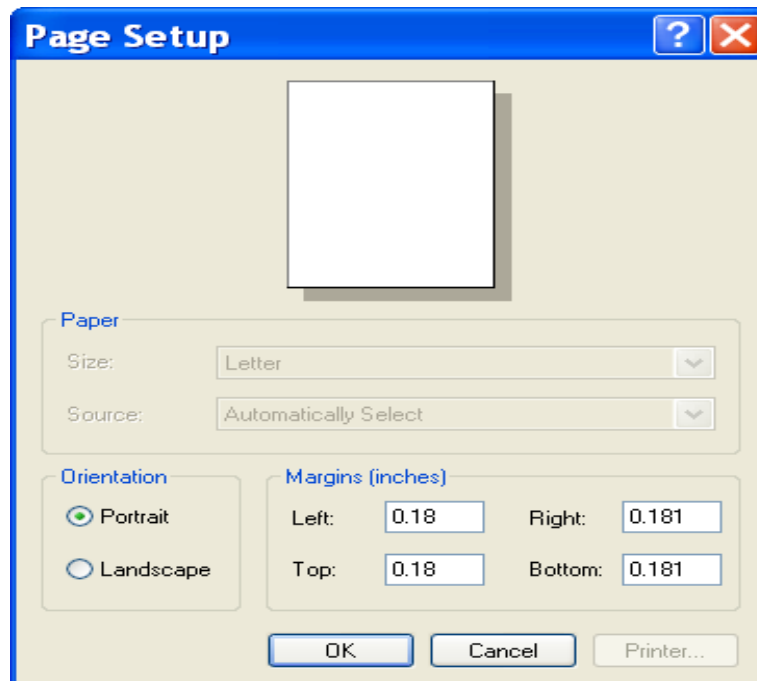 Page Setup ?
Paper
Size: Letter
Source: Automatically Select
Orientation Margins (inches)
Portrait Left: 0.18 Right: 0.181
Landscape Top: 0.18 Bottom: 0.181
OK Cancel Printer...